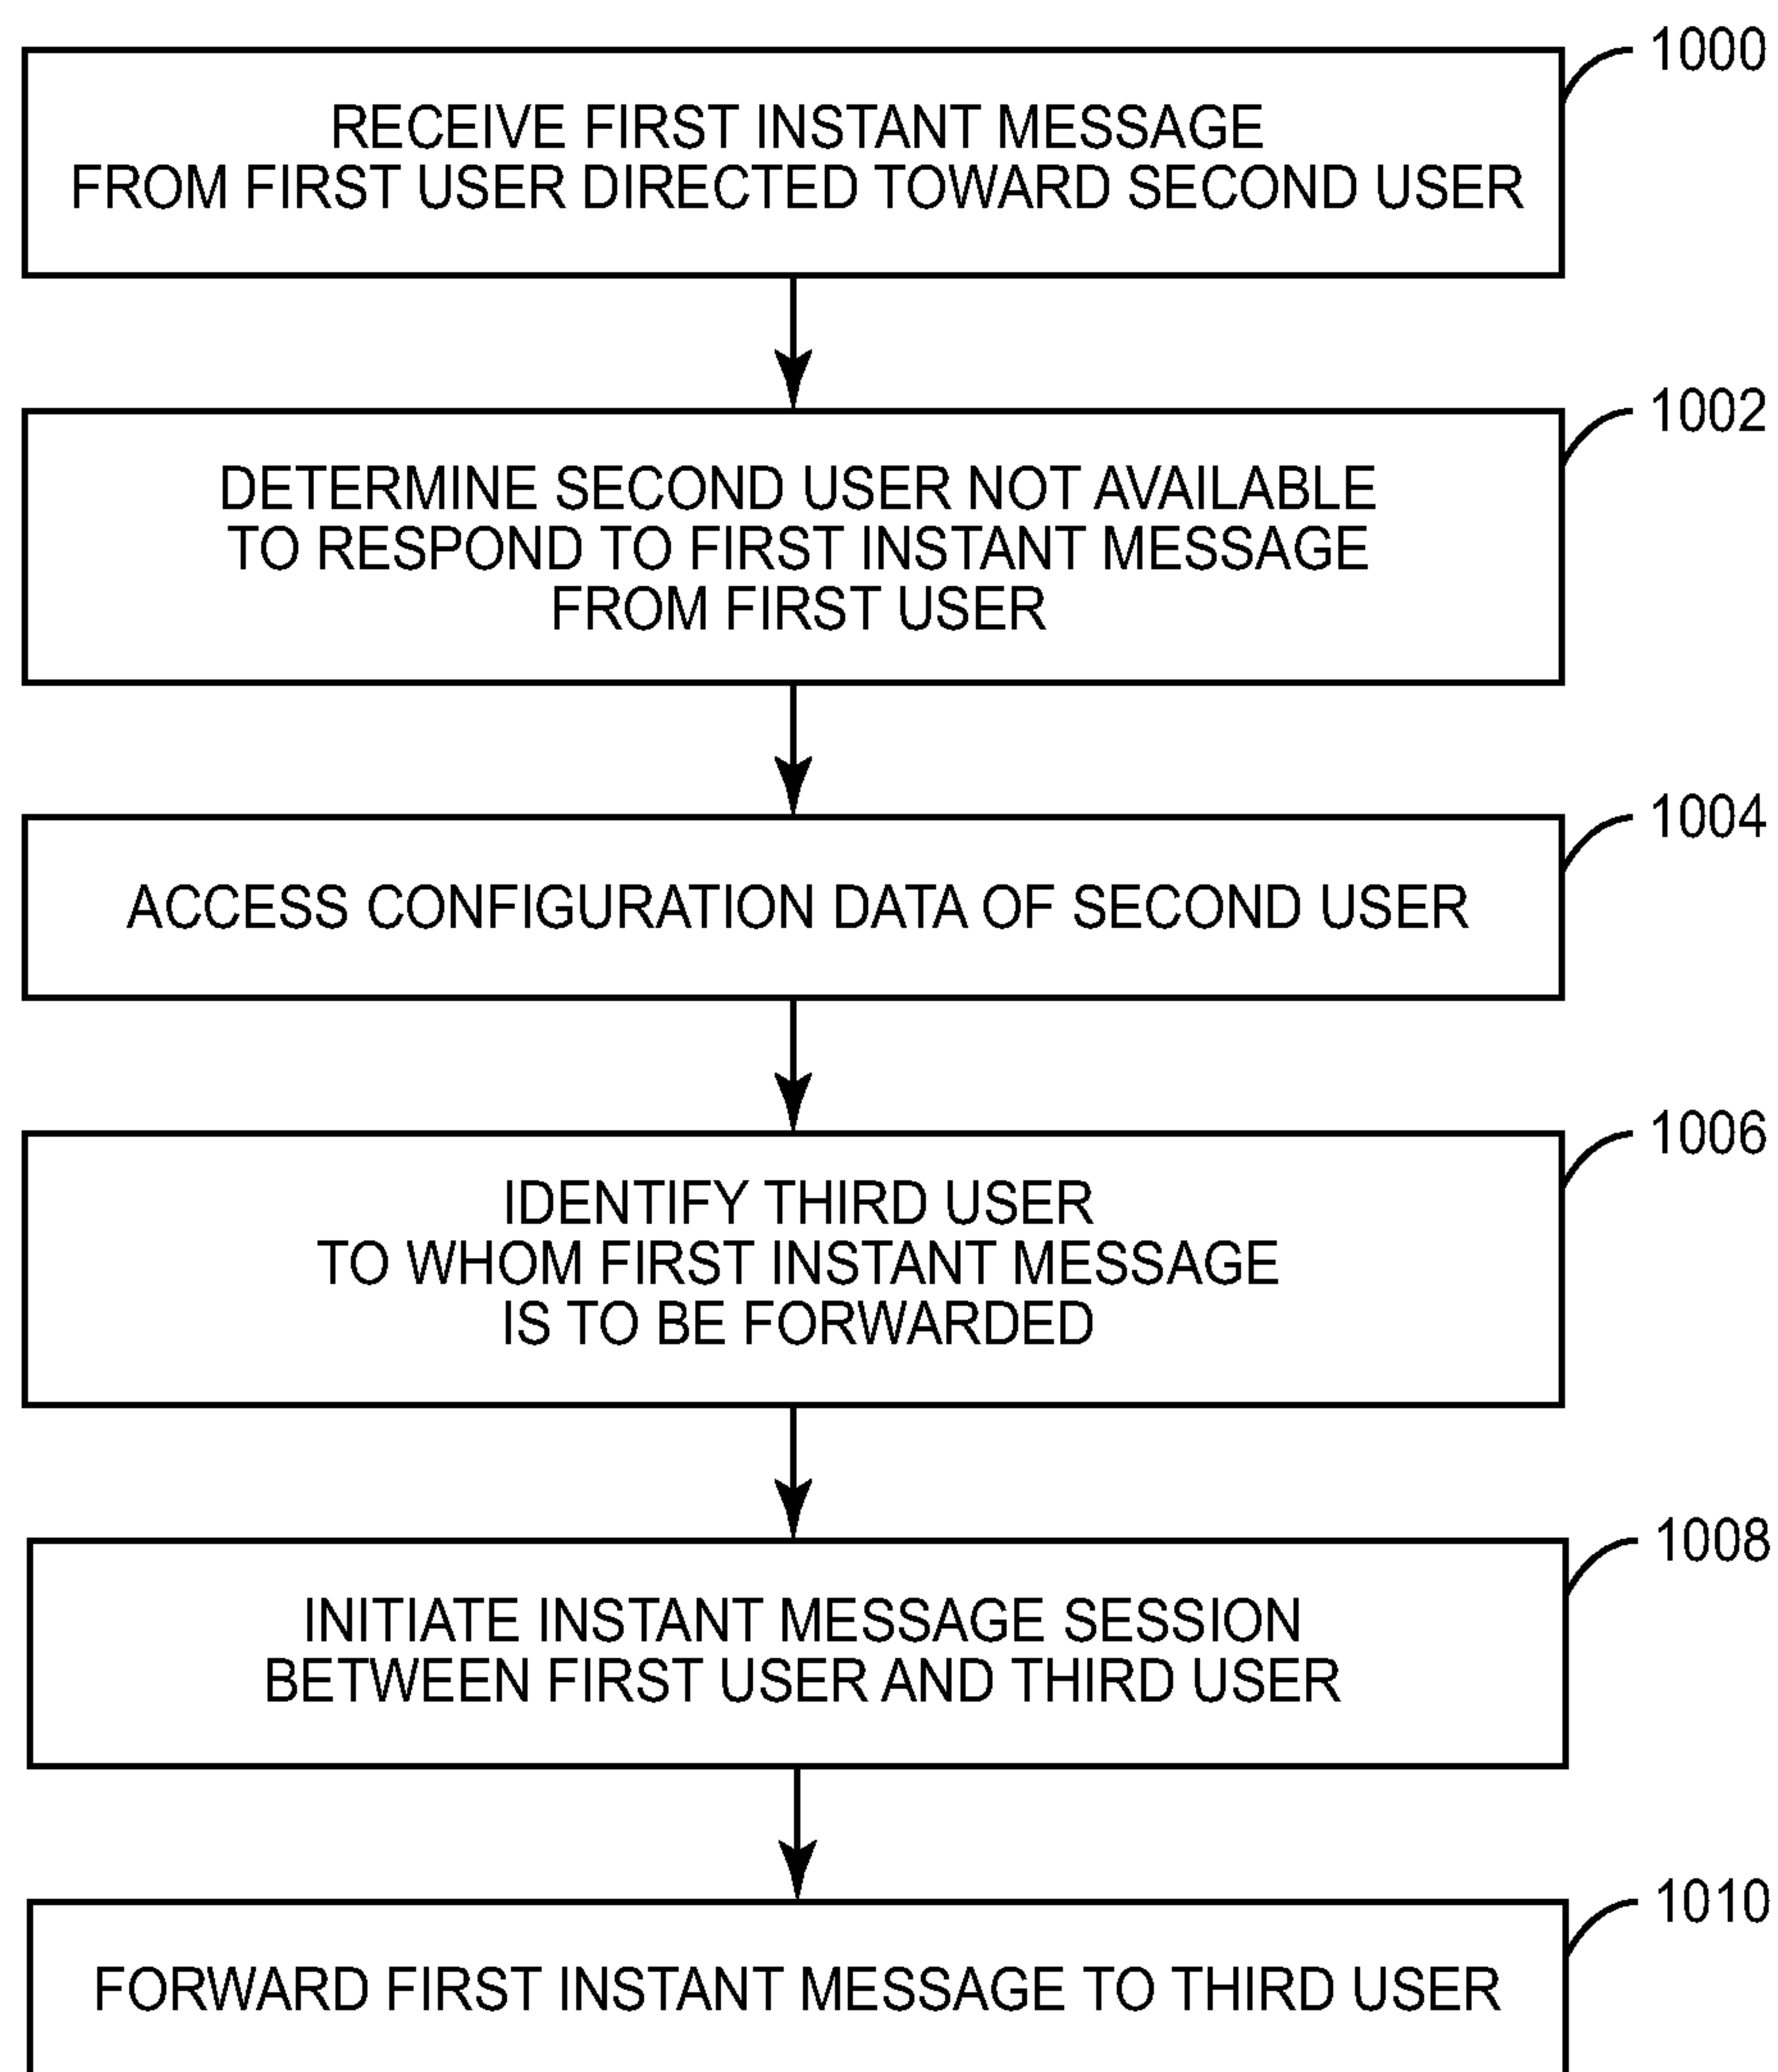 1000
RECEIVE FIRST INSTANT MESSAGE
FROM FIRST USER DIRECTED TOWARD SECOND USER
1002
DETERMINE SECOND USER NOT AVAILABLE
TO RESPOND TO FIRST INSTANT MESSAGE
FROM FIRST USER
1004
ACCESS CONFIGURATION DATA OF SECOND USER
1006
IDENTIFY THIRD USER
TO WHOM FIRST INSTANT MESSAGE
IS TO BE FORWARDED
1008
INITIATE INSTANT MESSAGE SESSION
BETWEEN FIRST USER AND THIRD USER
1010
FORWARD FIRST INSTANT MESSAGE TO THIRD USER